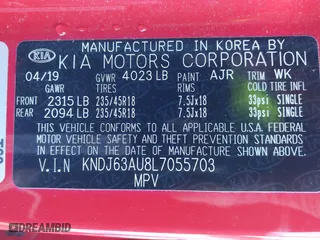 MANUFACTURED IN KOREA BY
KIA KIA MOTORS CORPORATION
04/19 GVWR 4023 LB PAINT AJR TRIM WK
GAWR TIRES RIMS COLD TIRE INFL
FRONT 2315 LB 235/45R18 7.5Jx18 33psi SINGLE
REAR 2094 LB 235/45R18 7.5Jx18 33psi SINGLE
THIS VEHICLE CONFORMS TO ALL APPLICABLE U.S. FEDERAL
MOTOR VEHICLE SAFETY AND THEFT PREVENTION STANDARDS
IN EFFECT ON THE DATE OF MANUFACTURE SHOWN ABOVE.
V.I.N KNDJ63AU8L7055703
MPV
DREAMBID